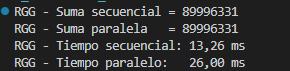 RGG - Suma secuencial = 89996331
RGG - Suma paralela   = 89996331
RGG - Tiempo secuencial: 13,26 ms
RGG - Tiempo paralelo:   26,00 ms